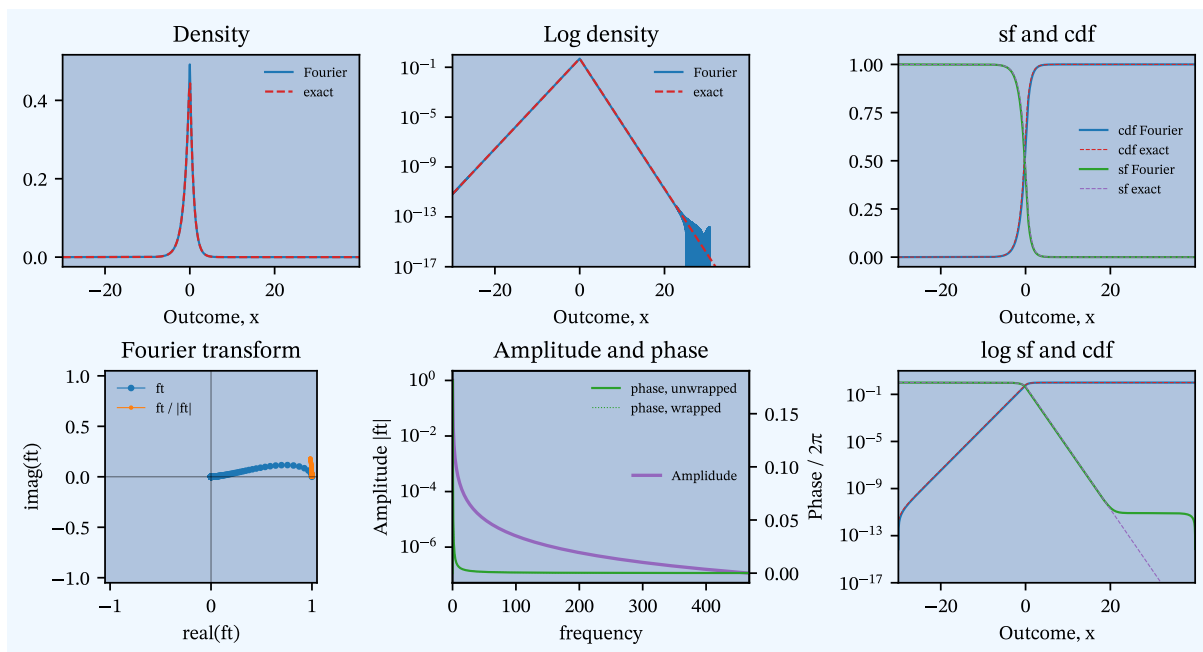 Density
0.4
0.2
0.0
Fourier
exact
−20
0
20
Outcome, x
Log density
10⁻¹
10⁻⁵
10⁻⁹
10⁻¹³
10⁻¹⁷
Fourier
exact
−20
0
20
Outcome, x
sf and cdf
1.00
0.75
0.50
0.25
0.00
cdf Fourier
cdf exact
sf Fourier
sf exact
−20
0
20
Outcome, x
Fourier transform
imag(ft)
1.0
0.5
0.0
−0.5
−1.0
ft
ft / |ft|
−1
0
1
real(ft)
Amplitude and phase
Amplitude |ft|
10⁰
10⁻²
10⁻⁴
10⁻⁶
phase, unwrapped
phase, wrapped
Amplidude
0.15
0.10
0.05
0.00
Phase / 2π
0
100
200
300
400
frequency
log sf and cdf
10⁻¹
10⁻⁵
10⁻⁹
10⁻¹³
10⁻¹⁷
−20
0
20
Outcome, x